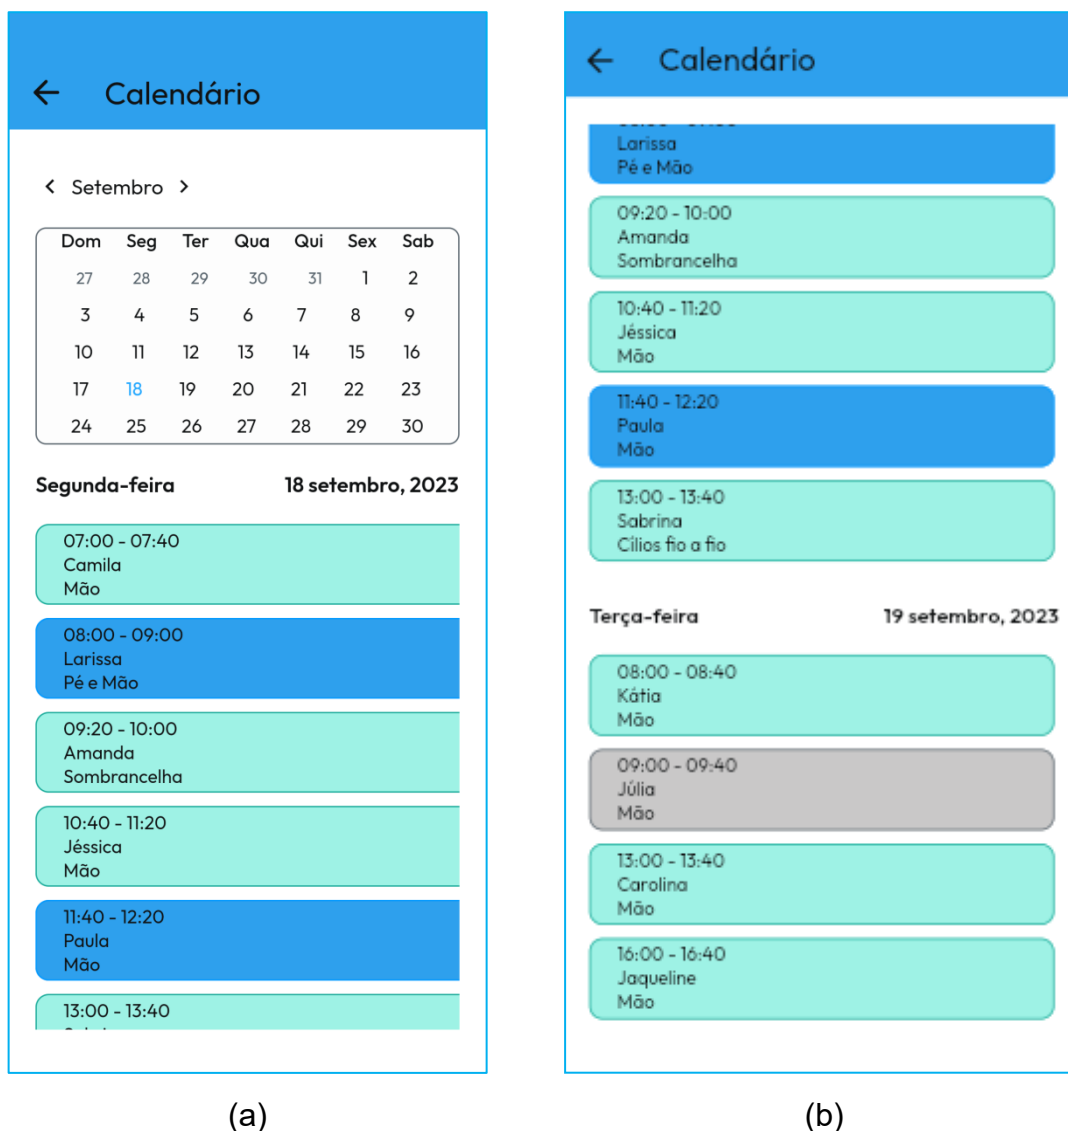 Calendário
Setembro
Dom Seg Ter Qua Qui Sex Sab
27 28 29 30 31 1 2
3 4 5 6 7 8 9
10 11 12 13 14 15 16
17 18 19 20 21 22 23
24 25 26 27 28 29 30
Segunda-feira 18 setembro, 2023
07:00 - 07:40
Camila
Mão
08:00 - 09:00
Larissa
Pé e Mão
09:20 - 10:00
Amanda
Sombrancelha
10:40 - 11:20
Jéssica
Mão
11:40 - 12:20
Paula
Mão
13:00 - 13:40
(a)
Calendário
Larissa
Pé e Mão
09:20 - 10:00
Amanda
Sombrancelha
10:40 - 11:20
Jéssica
Mão
11:40 - 12:20
Paula
Mão
13:00 - 13:40
Sabrina
Cílios fio a fio
Terça-feira 19 setembro, 2023
08:00 - 08:40
Kátia
Mão
09:00 - 09:40
Júlia
Mão
13:00 - 13:40
Carolina
Mão
16:00 - 16:40
Jaqueline
Mão
(b)